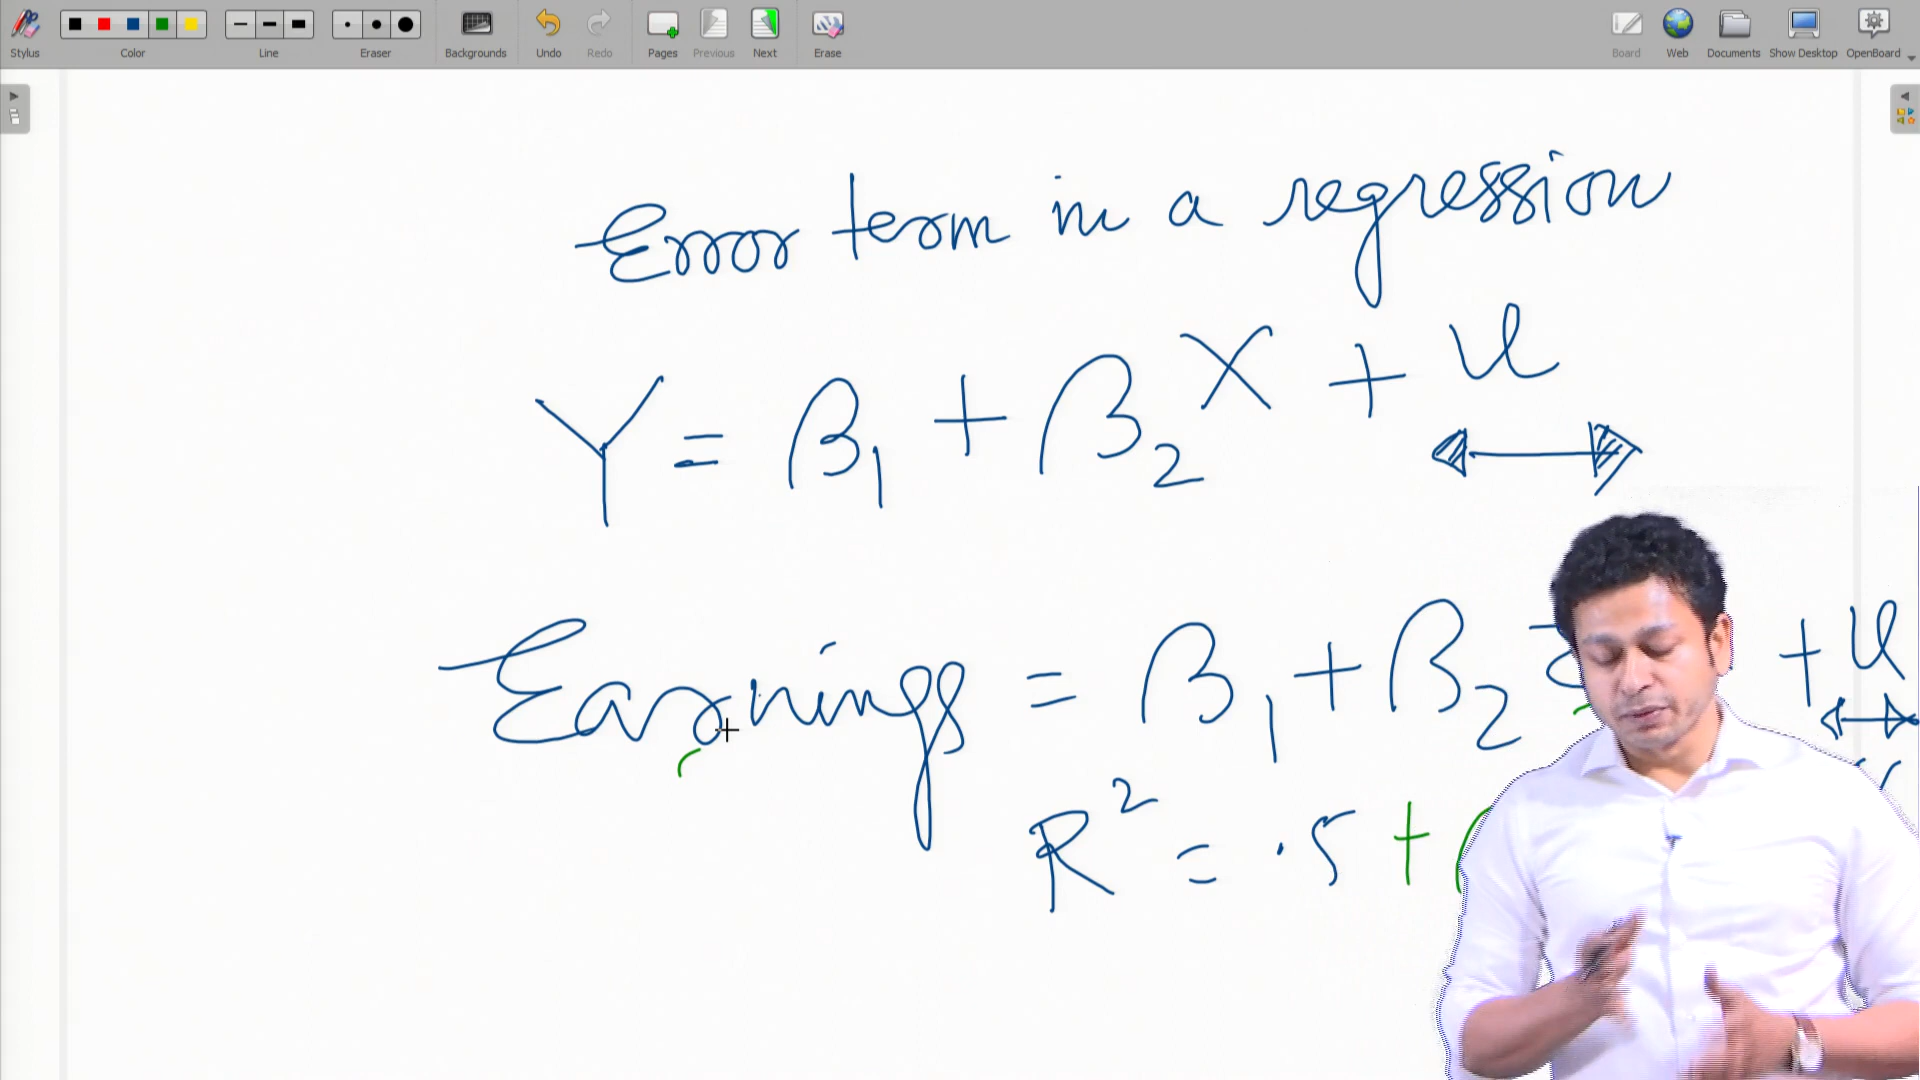 Stylus Color Line Eraser Backgrounds Undo Redo Pages Previous Next Erase Board Web Documents Show Desktop OpenBoard
Error term in a regression
Y = β₁ + β₂ X + u
Earnings = β₁ + β₂ + u
R² = .5 +